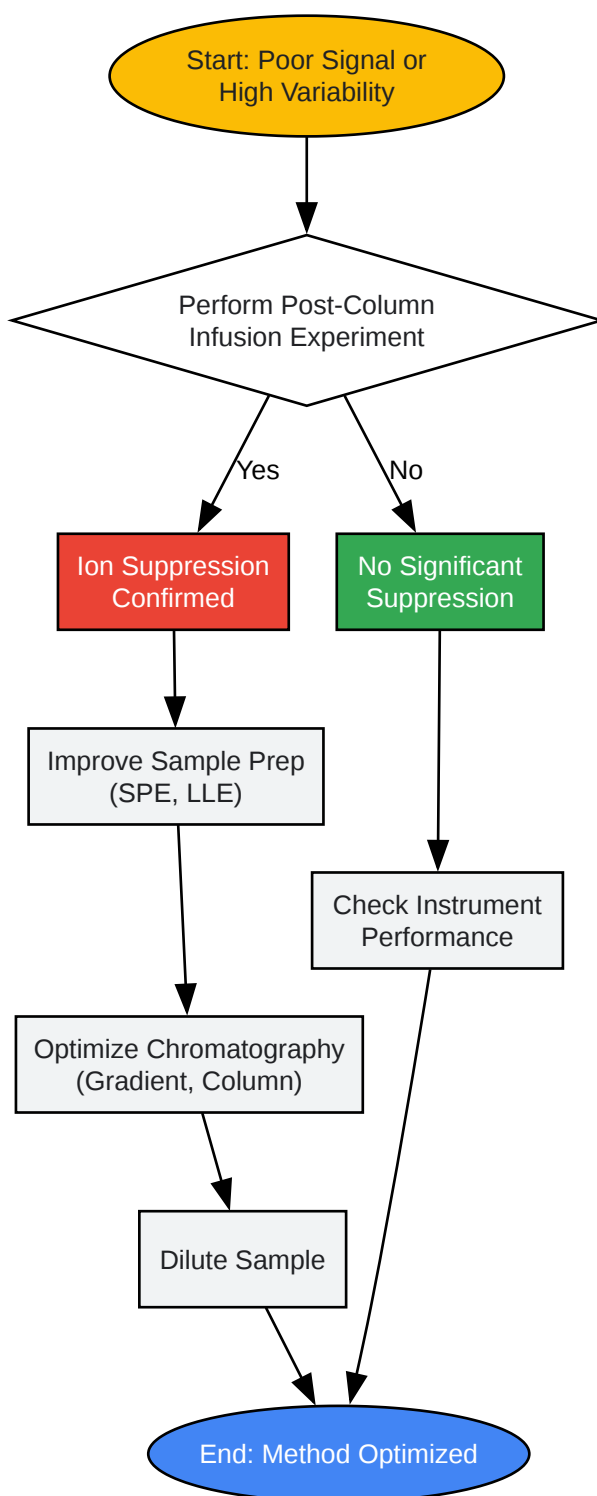 Start: Poor Signal or
High Variability
Perform Post-Column
Infusion Experiment
Yes
No
Ion Suppression
Confirmed
No Significant
Suppression
Improve Sample Prep
(SPE, LLE)
Check Instrument
Performance
Optimize Chromatography
(Gradient, Column)
Dilute Sample
End: Method Optimized